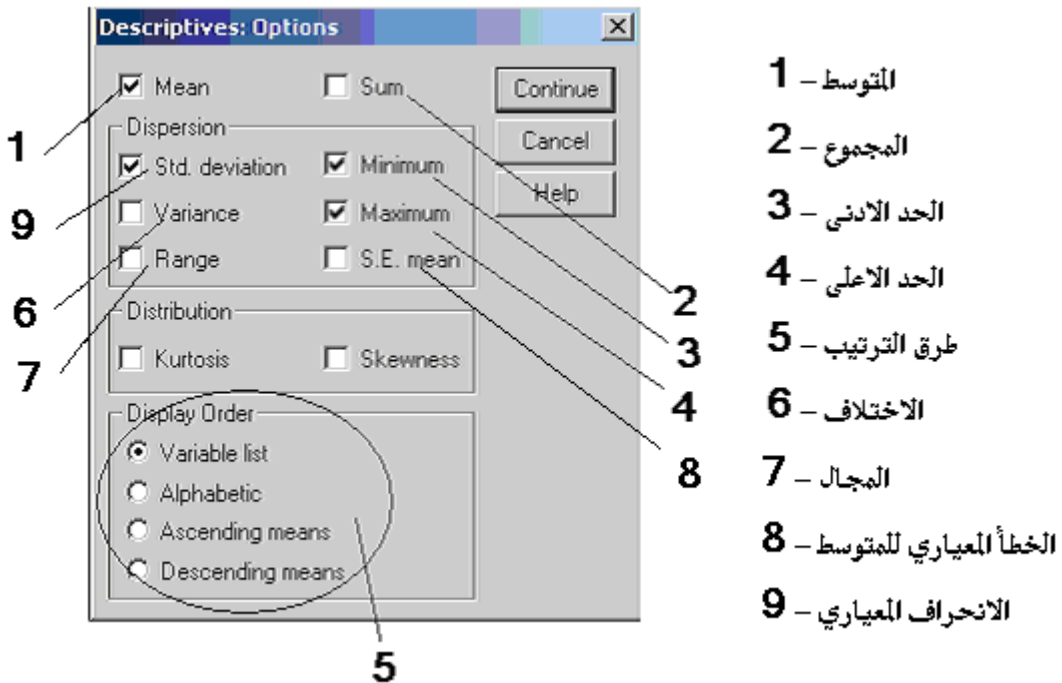 Descriptives: Options
Mean
Sum
Continue
Dispersion
Cancel
Std. deviation
Minimum
Help
Variance
Maximum
Range
S.E. mean
Distribution
Kurtosis
Skewness
Display Order
Variable list
Alphabetic
Ascending means
Descending means
1
9
6
7
2
3
4
8
5
1 – المتوسط
2 – المجموع
3 – الحد الادنى
4 – الحد الاعلى
5 – طرق الترتيب
6 – الاختلاف
7 – المجال
8 – الخطأ المعياري للمتوسط
9 – الانحراف المعياري